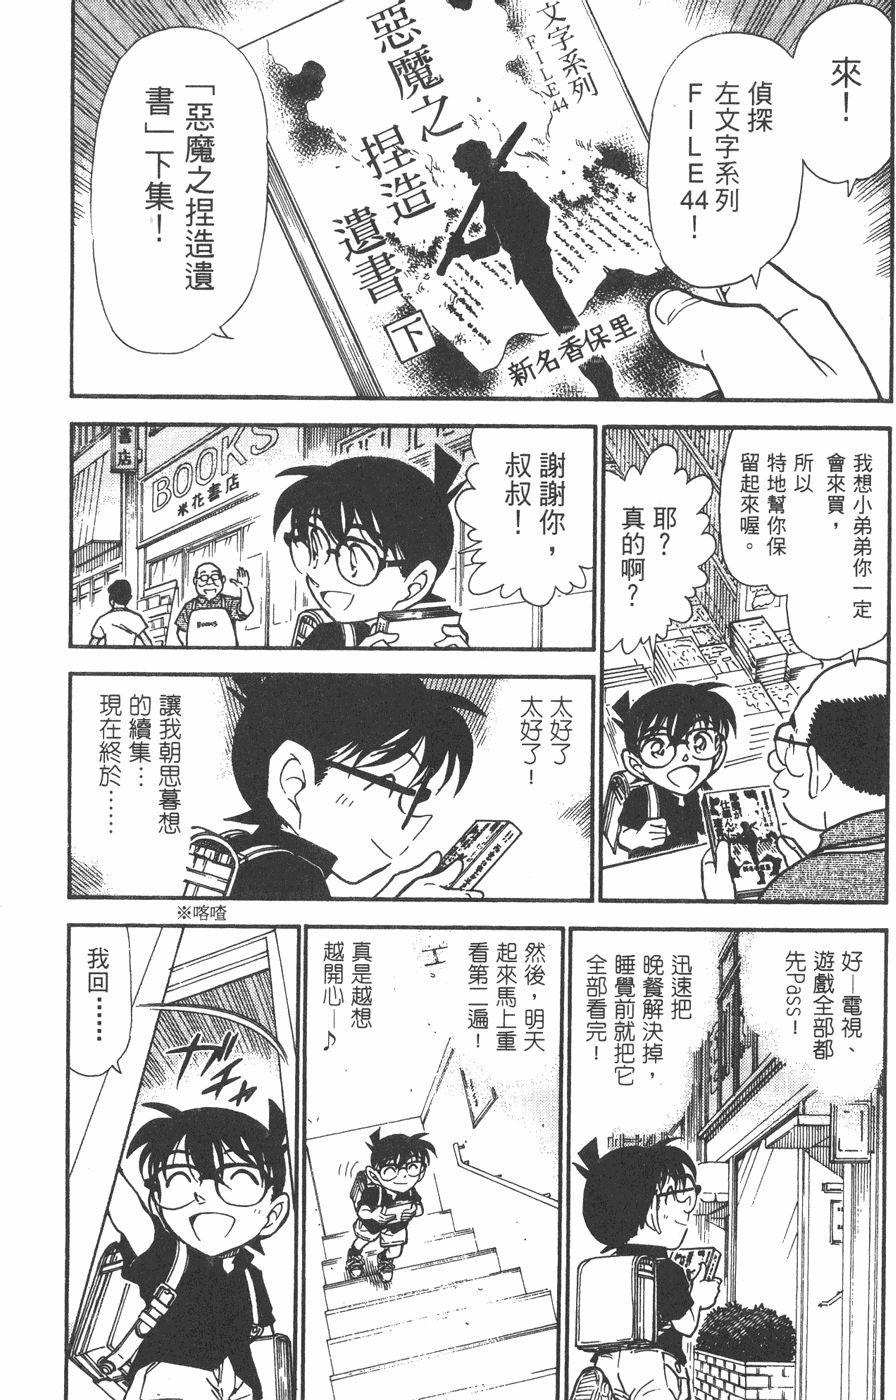 來！
偵探
左文字系列
FILE 44！
文字系列
FILE 44
惡魔之
捏造
遺書
下
新名香保里
「惡魔之捏造遺
書」下集！
我想小弟弟你一定
會來買，
所以
特地幫你保
留起來喔。
耶？
真的啊？
謝謝你，
叔叔！
書店
BOOKS
米花書店
BOOKS
太好了
太好了！
讓我朝思暮想
的續集…
現在終於……
好—電視、
遊戲全部都
先Pass！
迅速把
晚餐解決掉，
睡覺前就把它
全部看完！
然後，明天
起來馬上重
看第二遍！
真是越想
越開心—♪
※喀喳
ガチャ
我回……